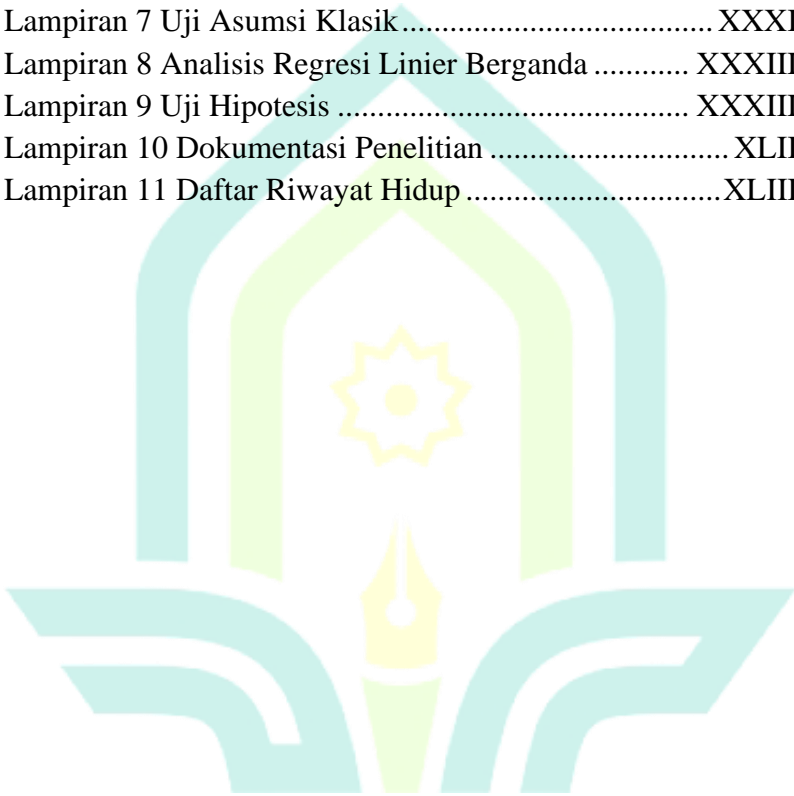 Lampiran 7 Uji Asumsi Klasik....................................... XXXI
Lampiran 8 Analisis Regresi Linier Berganda ............ XXXIII
Lampiran 9 Uji Hipotesis ............................................ XXXIII
Lampiran 10 Dokumentasi Penelitian .............................. XLII
Lampiran 11 Daftar Riwayat Hidup ................................XLIII